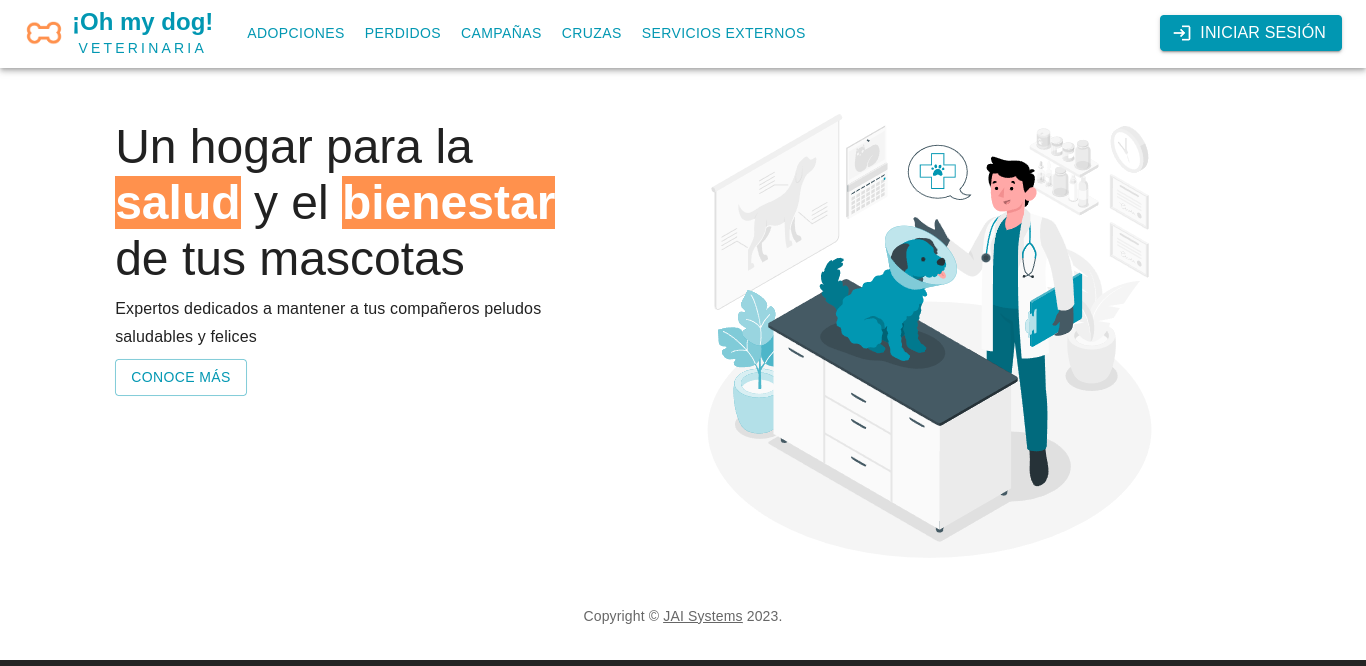 ¡Oh my dog!
VETERINARIA
ADOPCIONES
PERDIDOS
CAMPAÑAS
CRUZAS
SERVICIOS EXTERNOS
INICIAR SESIÓN
Un hogar para la
salud y el bienestar
de tus mascotas
Expertos dedicados a mantener a tus compañeros peludos
saludables y felices
CONOCE MÁS
Copyright © JAI Systems 2023.